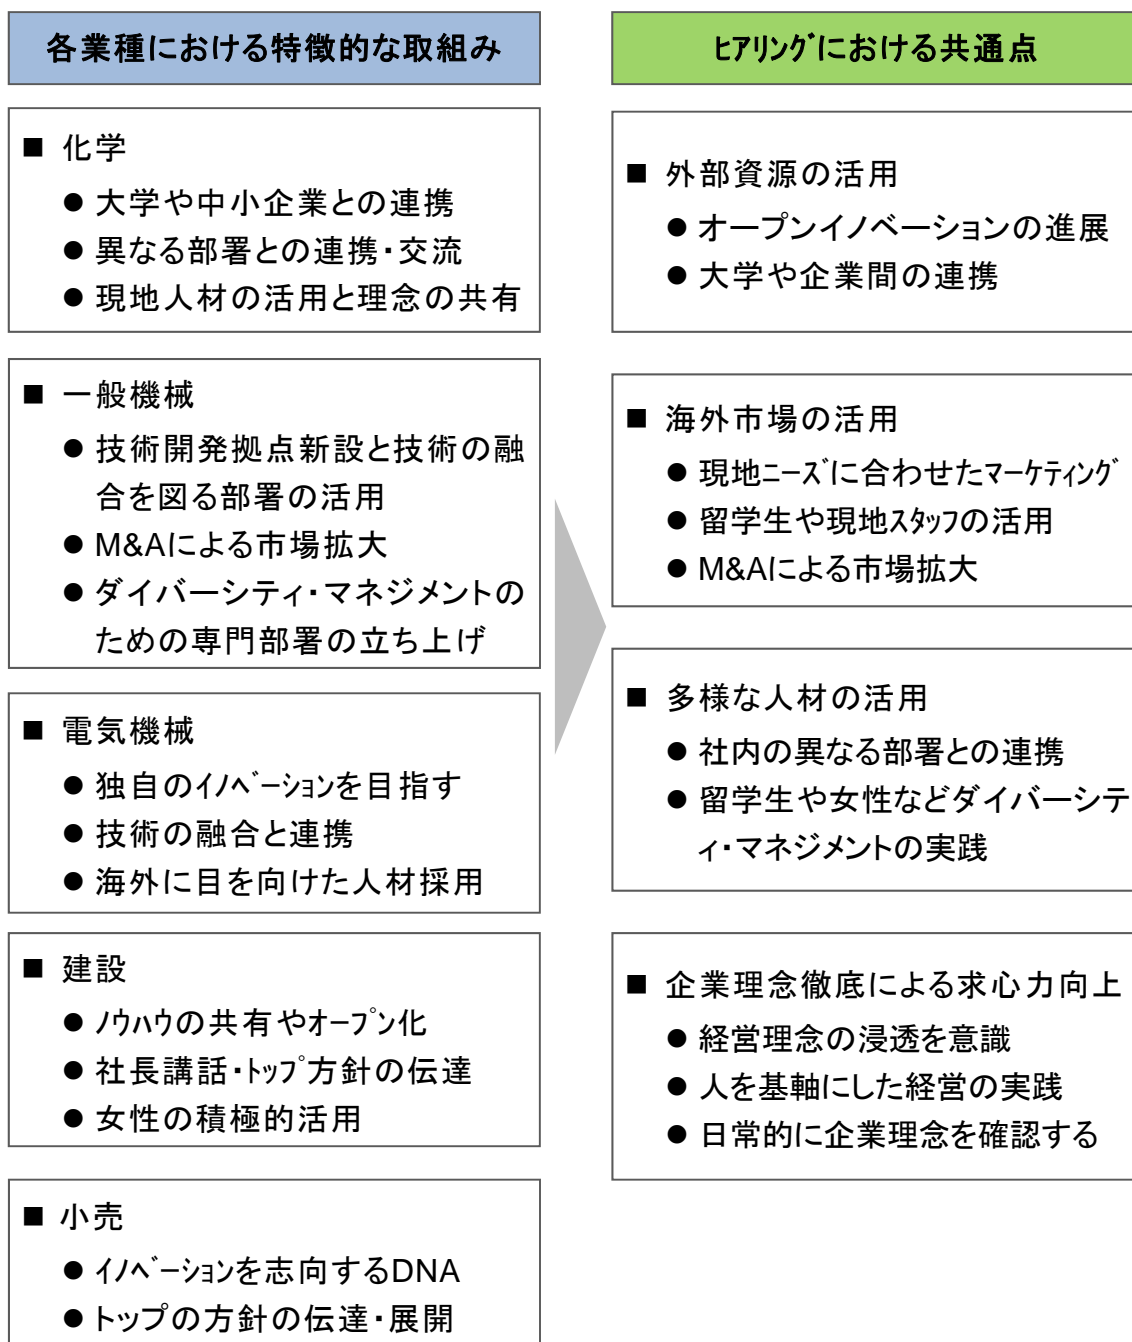 各業種における特徴的な取組み
■ 化学
● 大学や中小企業との連携
● 異なる部署との連携・交流
● 現地人材の活用と理念の共有
■ 一般機械
● 技術開発拠点新設と技術の融
合を図る部署の活用
● M&Aによる市場拡大
● ダイバーシティ・マネジメントの
ための専門部署の立ち上げ
■ 電気機械
● 独自のｲﾉﾍﾞｰｼｮﾝを目指す
● 技術の融合と連携
● 海外に目を向けた人材採用
■ 建設
● ﾉｳﾊｳの共有やｵｰﾌﾟﾝ化
● 社長講話・ﾄｯﾌﾟ方針の伝達
● 女性の積極的活用
■ 小売
● ｲﾉﾍﾞｰｼｮﾝを志向するDNA
● トップの方針の伝達・展開
ﾋｱﾘﾝｸﾞにおける共通点
■ 外部資源の活用
● オープンイノベーションの進展
● 大学や企業間の連携
■ 海外市場の活用
● 現地ﾆｰｽﾞに合わせたﾏｰｹﾃｨﾝｸﾞ
● 留学生や現地ｽﾀｯﾌの活用
● M&Aによる市場拡大
■ 多様な人材の活用
● 社内の異なる部署との連携
● 留学生や女性などダイバーシテ
ィ・マネジメントの実践
■ 企業理念徹底による求心力向上
● 経営理念の浸透を意識
● 人を基軸にした経営の実践
● 日常的に企業理念を確認する